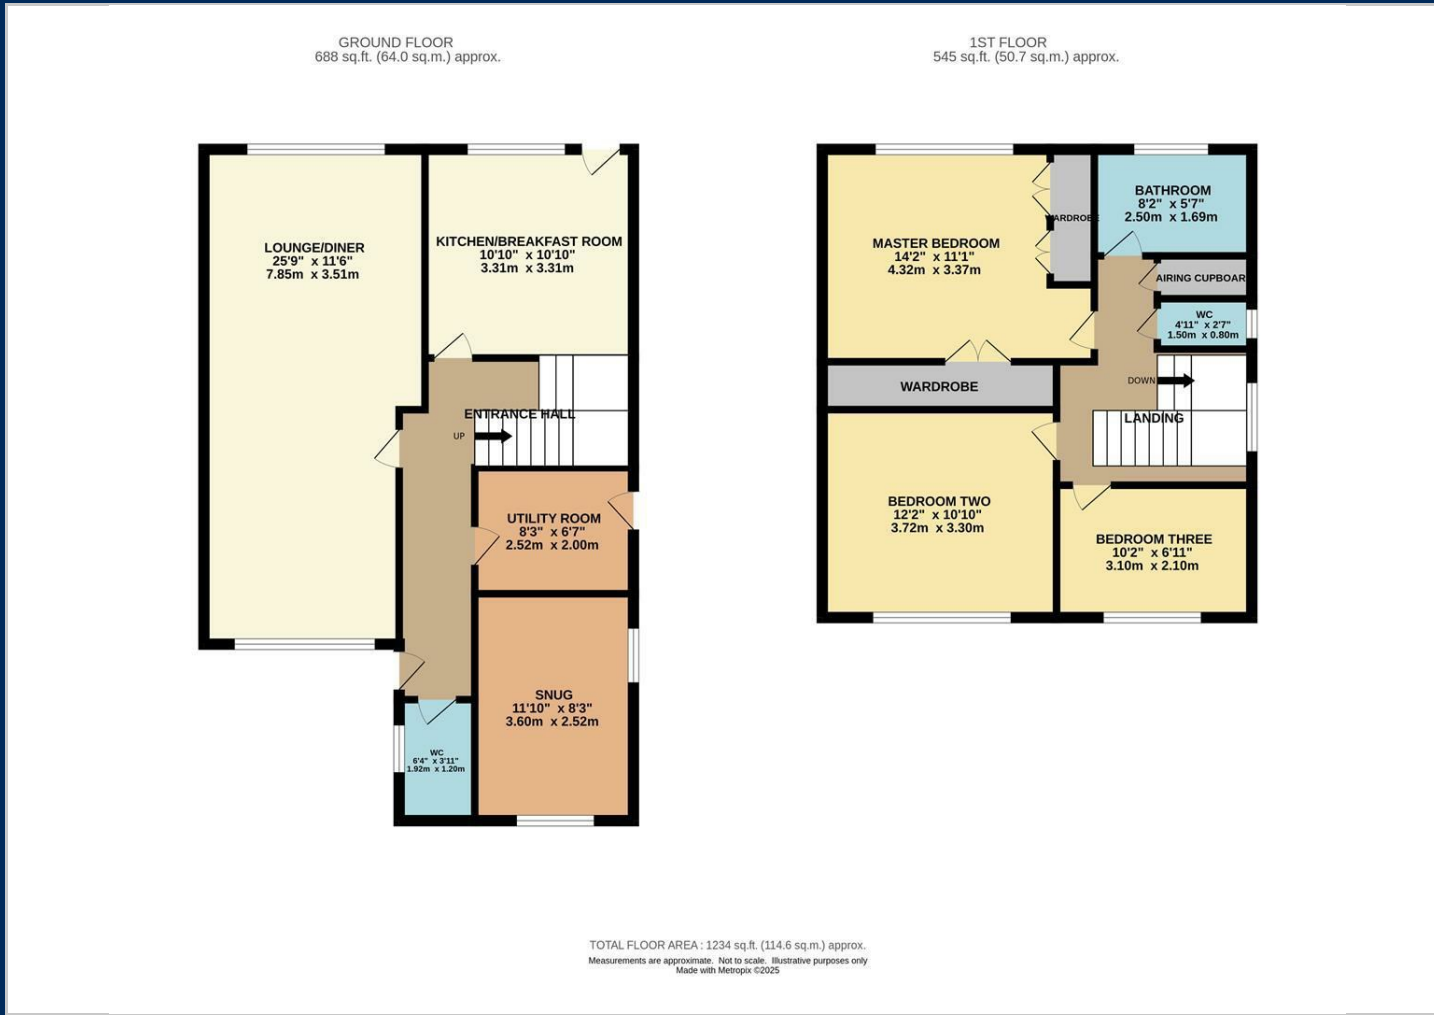 GROUND FLOOR
688 sq.ft. (64.0 sq.m.) approx.
1ST FLOOR
545 sq.ft. (50.7 sq.m.) approx.
LOUNGE/DINER
25'9" x 11'6"
7.85m x 3.51m
KITCHEN/BREAKFAST ROOM
10'10" x 10'10"
3.31m x 3.31m
ENTRANCE HALL
UP
UTILITY ROOM
8'3" x 6'7"
2.52m x 2.00m
SNUG
11'10" x 8'3"
3.60m x 2.52m
WC
6'4" x 3'11"
1.92m x 1.20m
MASTER BEDROOM
14'2" x 11'1"
4.32m x 3.37m
WARDROBE
BATHROOM
8'2" x 5'7"
2.50m x 1.69m
AIRING CUPBOAR
WC
4'11" x 2'7"
1.50m x 0.80m
WARDROBE
DOWN
LANDING
BEDROOM TWO
12'2" x 10'10"
3.72m x 3.30m
BEDROOM THREE
10'2" x 6'11"
3.10m x 2.10m
TOTAL FLOOR AREA : 1234 sq.ft. (114.6 sq.m.) approx.
Measurements are approximate. Not to scale. Illustrative purposes only
Made with Metropix ©2025